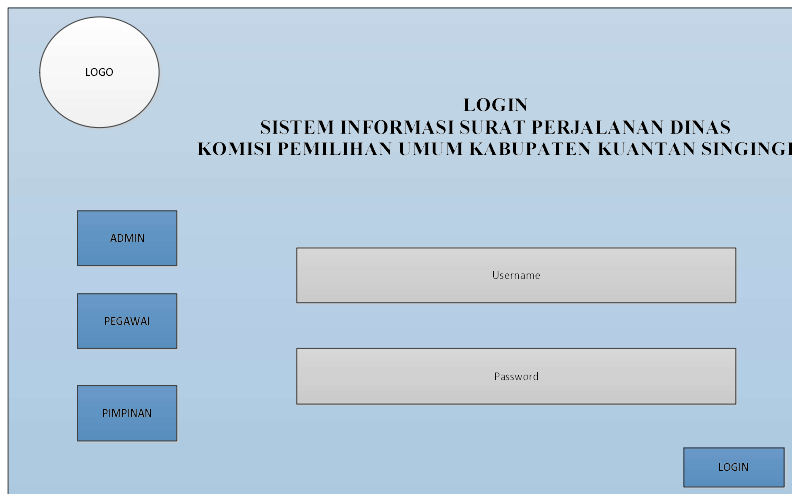 LOGO
LOGIN
SISTEM INFORMASI SURAT PERJALANAN DINAS
KOMISI PEMILIHAN UMUM KABUPATEN KUANTAN SINGINGI
ADMIN
Username
PEGAWAI
Password
PIMPINAN
LOGIN